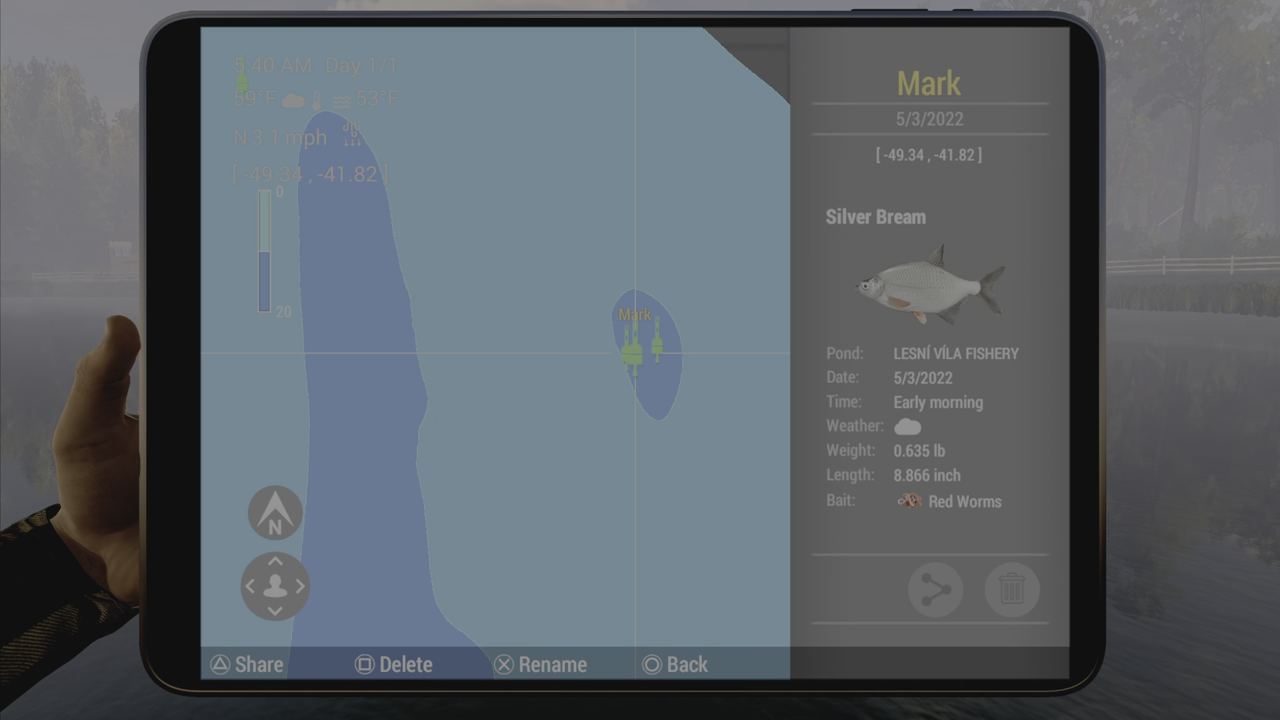 5:40 AM Day 1/1
59°F 53°F
N 3.1 mph
[ -49.34 , -41.82 ]
0
20
Mark
N
Mark
5/3/2022
[ -49.34 , -41.82 ]
Silver Bream
Pond: LESNÍ VÍLA FISHERY
Date: 5/3/2022
Time: Early morning
Weather:
Weight: 0.635 lb
Length: 8.866 inch
Bait: Red Worms
Share Delete Rename Back